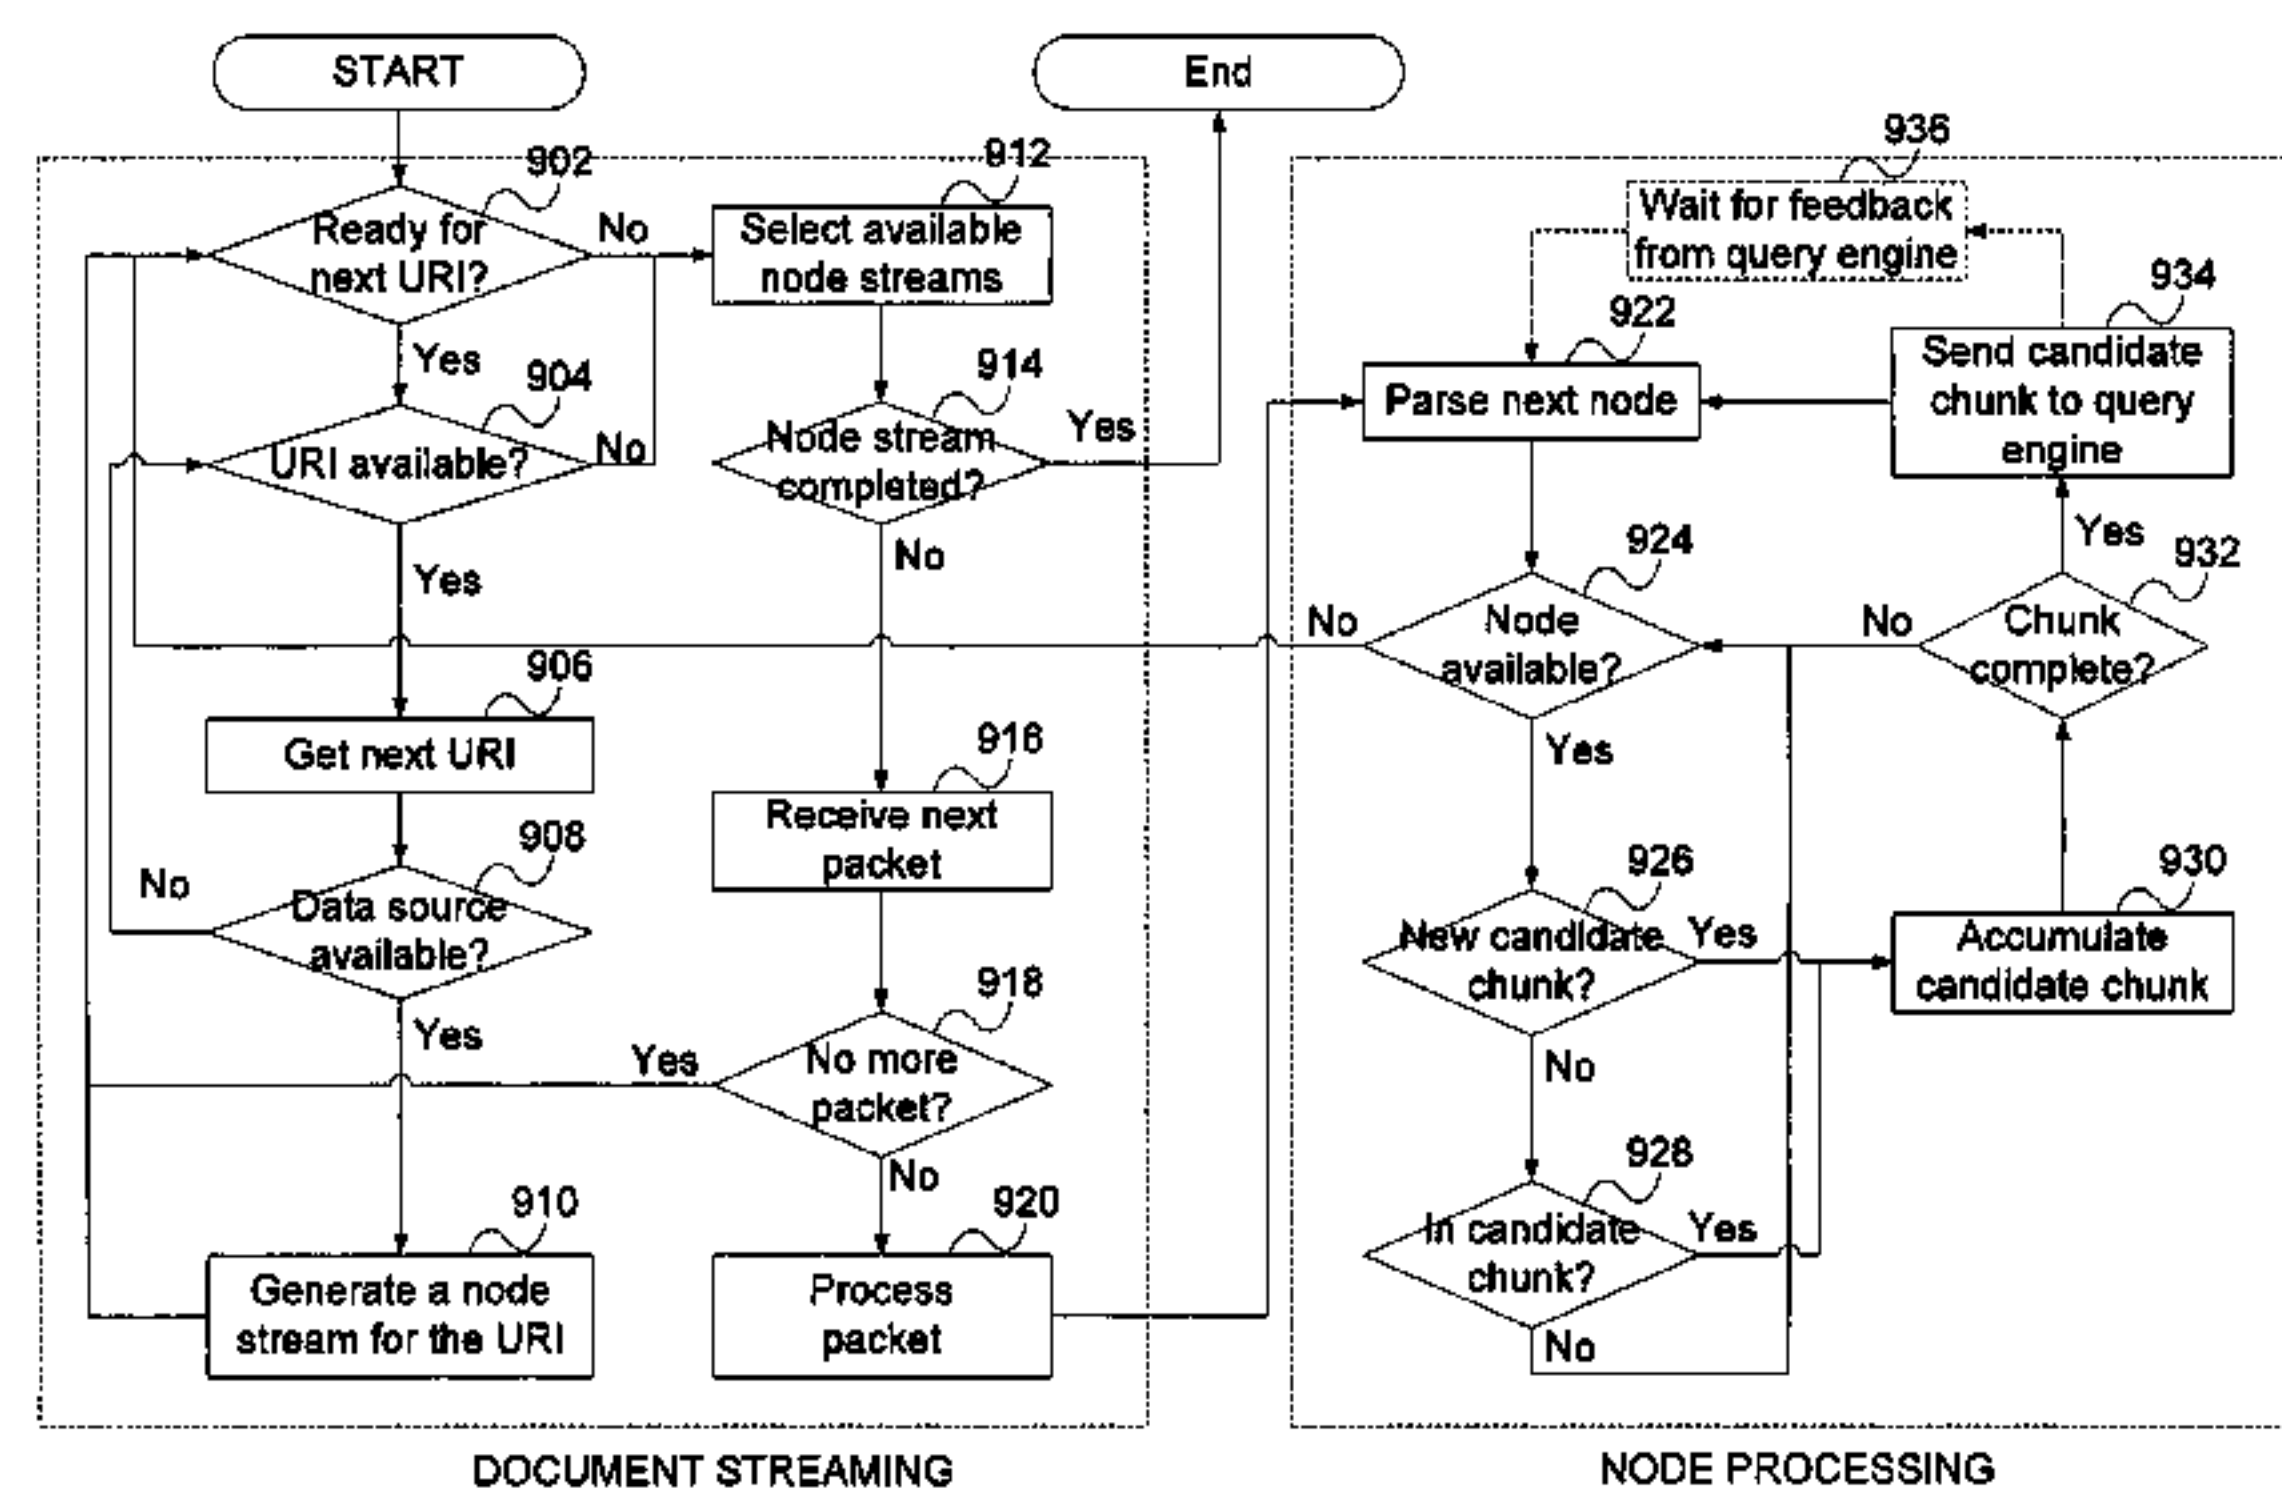 START
End
902
Ready for
next URI?
No
Yes
904
URI available?
No
Yes
906
Get next URI
908
Data source
available?
No
Yes
910
Generate a node
stream for the URI
912
Select available
node streams
914
Node stream
completed?
Yes
No
916
Receive next
packet
918
No more
packet?
Yes
No
920
Process
packet
DOCUMENT STREAMING
936
Wait for feedback
from query engine
922
Parse next node
934
Send candidate
chunk to query
engine
Yes
924
Node
available?
No
Yes
932
Chunk
complete?
No
926
New candidate
chunk?
Yes
No
930
Accumulate
candidate chunk
928
In candidate
chunk?
Yes
No
NODE PROCESSING